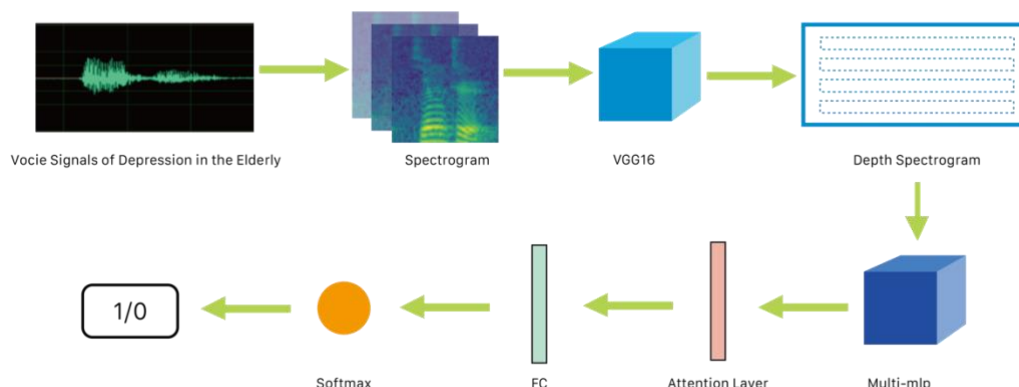 Vocie Signals of Depression in the Elderly
Spectrogram
VGG16
Depth Spectrogram
1/0
Softmax
FC
Attention Layer
Multi-mlp